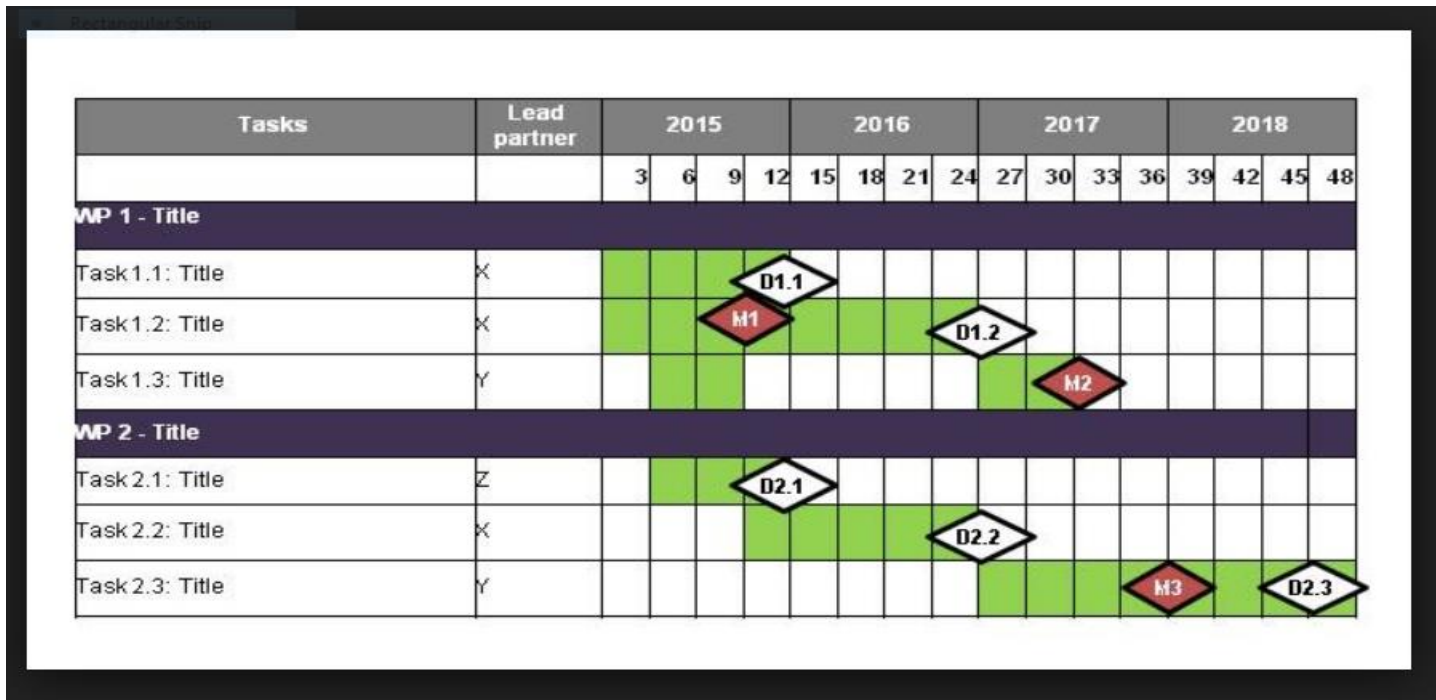 Rectangular Snip
Tasks Lead partner 2015 2016 2017 2018
3 6 9 12 15 18 21 24 27 30 33 36 39 42 45 48
WP 1 - Title
Task 1.1: Title X D1.1
Task 1.2: Title X M1 D1.2
Task 1.3: Title Y M2
WP 2 - Title
Task 2.1: Title Z D2.1
Task 2.2: Title X D2.2
Task 2.3: Title Y M3 D2.3